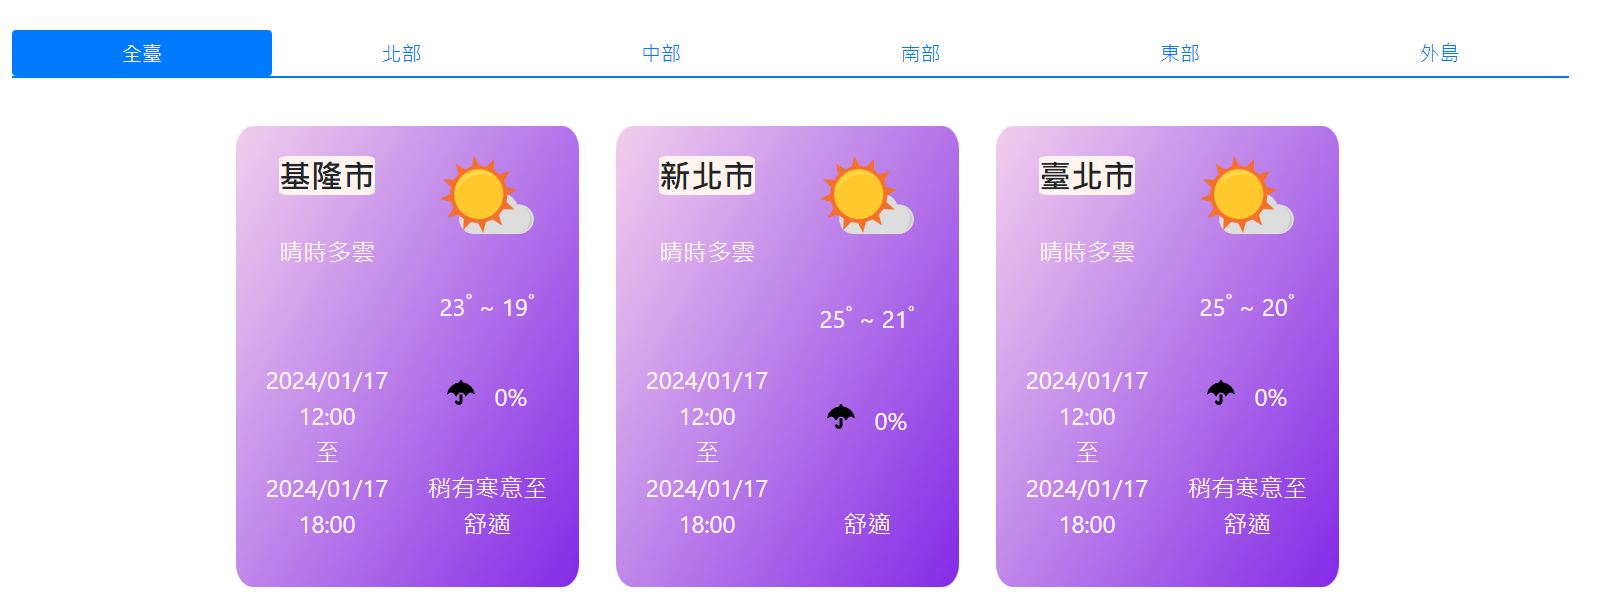 全臺
北部
中部
南部
東部
外島
基隆市
晴時多雲
23° ~ 19°
2024/01/17
12:00
至
2024/01/17
18:00
0%
稍有寒意至
舒適
新北市
晴時多雲
25° ~ 21°
2024/01/17
12:00
至
2024/01/17
18:00
0%
舒適
臺北市
晴時多雲
25° ~ 20°
2024/01/17
12:00
至
2024/01/17
18:00
0%
稍有寒意至
舒適